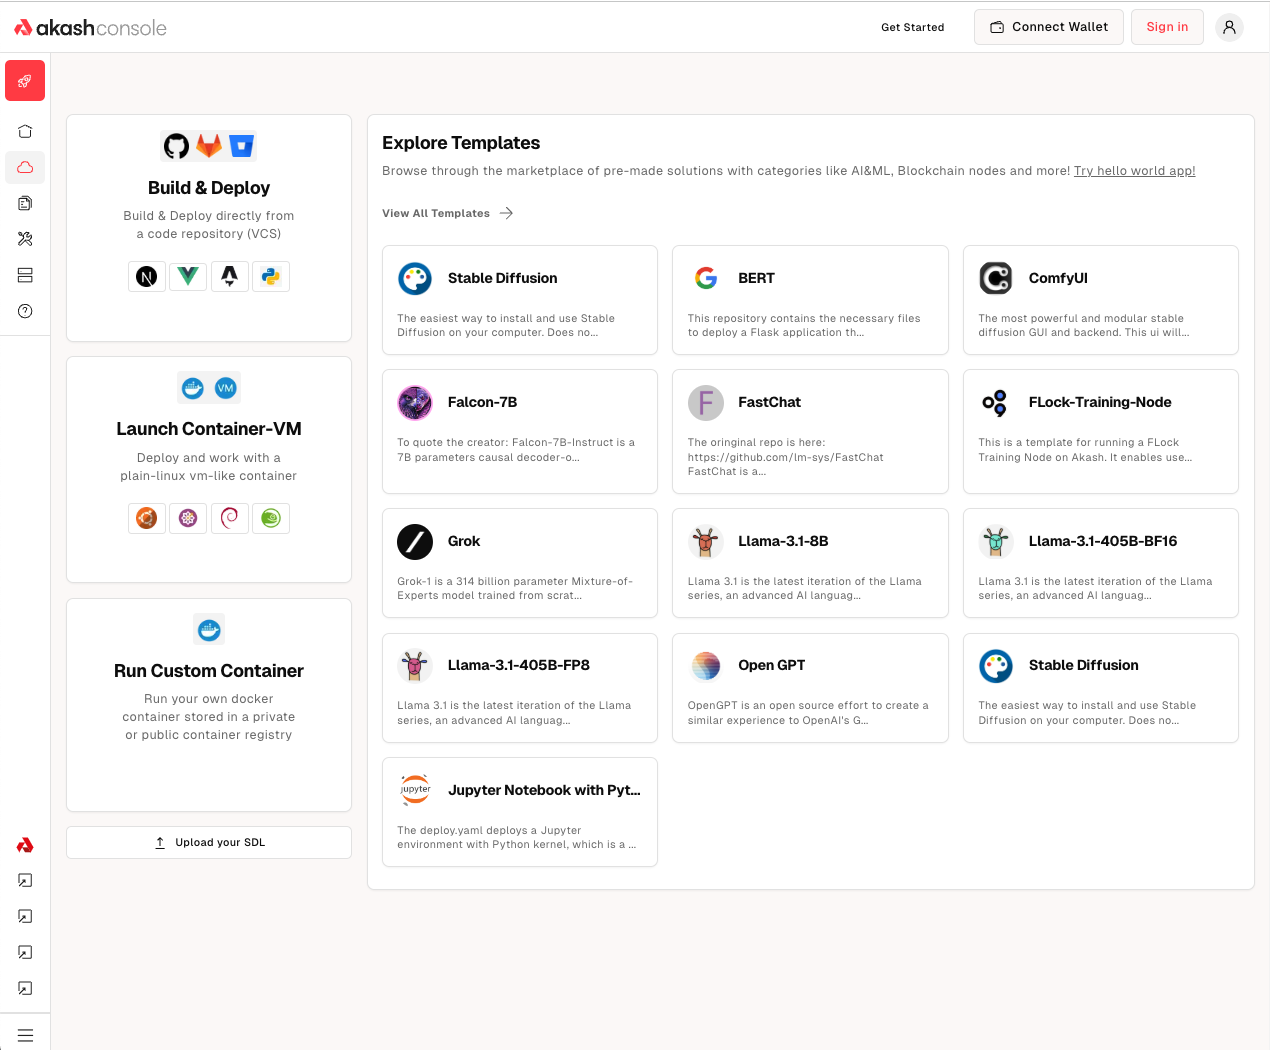 akashconsole
Get Started
Connect Wallet
Sign in
Build & Deploy
Build & Deploy directly from
a code repository (VCS)
N
VM
Launch Container-VM
Deploy and work with a
plain-linux vm-like container
Run Custom Container
Run your own docker
container stored in a private
or public container registry
Upload your SDL
Explore Templates
Browse through the marketplace of pre-made solutions with categories like AI&ML, Blockchain nodes and more! Try hello world app!
View All Templates
Stable Diffusion
The easiest way to install and use Stable
Diffusion on your computer. Does no...
G
BERT
This repository contains the necessary files
to deploy a Flask application th...
ComfyUI
The most powerful and modular stable
diffusion GUI and backend. This ui will...
Falcon-7B
To quote the creator: Falcon-7B-Instruct is a
7B parameters causal decoder-o...
F
FastChat
The oringinal repo is here:
https://github.com/lm-sys/FastChat
FastChat is a...
FLock-Training-Node
This is a template for running a FLock
Training Node on Akash. It enables use...
Grok
Grok-1 is a 314 billion parameter Mixture-of-
Experts model trained from scrat...
Llama-3.1-8B
Llama 3.1 is the latest iteration of the Llama
series, an advanced AI languag...
Llama-3.1-405B-BF16
Llama 3.1 is the latest iteration of the Llama
series, an advanced AI languag...
Llama-3.1-405B-FP8
Llama 3.1 is the latest iteration of the Llama
series, an advanced AI languag...
Open GPT
OpenGPT is an open source effort to create a
similar experience to OpenAI's G...
Stable Diffusion
The easiest way to install and use Stable
Diffusion on your computer. Does no...
jupyter
Jupyter Notebook with Pyt...
The deploy.yaml deploys a Jupyter
environment with Python kernel, which is a ...